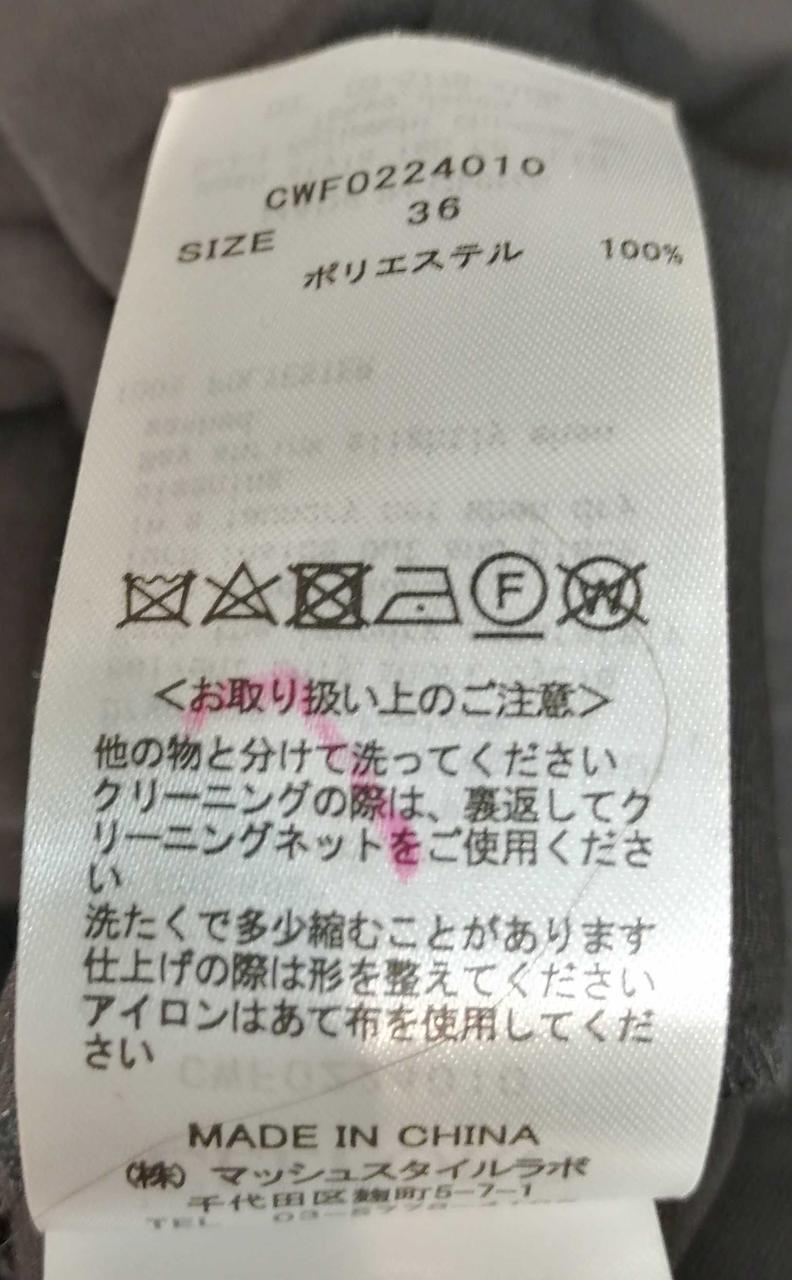 CWF0224010
SIZE 36
ポリエステル 100%
F W
<お取り扱い上のご注意>
他の物と分けて洗ってください
クリーニングの際は、裏返してク
リーニングネットをご使用くださ
い
洗たくで多少縮むことがあります
仕上げの際は形を整えてください
アイロンはあて布を使用してくだ
さい
MADE IN CHINA
(株) マッシュスタイルラボ
千代田区麹町5-7-1
TEL